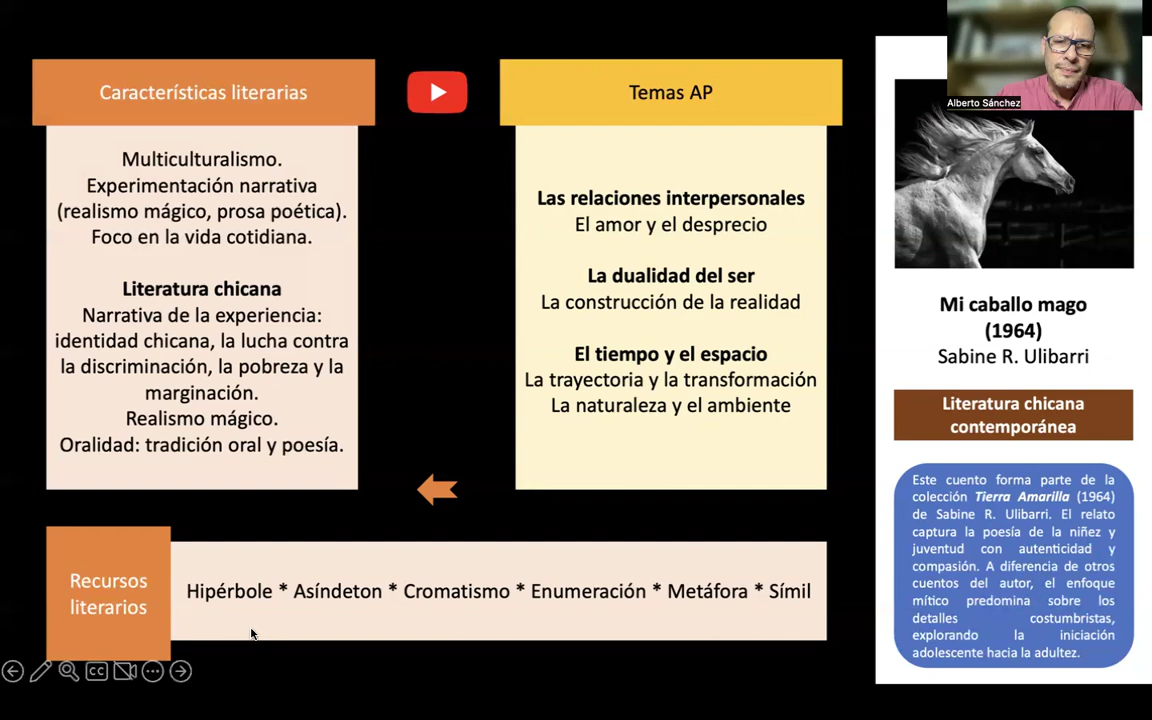 Características literarias
Multiculturalismo.
Experimentación narrativa
(realismo mágico, prosa poética).
Foco en la vida cotidiana.
Literatura chicana
Narrativa de la experiencia:
identidad chicana, la lucha contra
la discriminación, la pobreza y la
marginación.
Realismo mágico.
Oralidad: tradición oral y poesía.
Temas AP
Las relaciones interpersonales
El amor y el desprecio
La dualidad del ser
La construcción de la realidad
El tiempo y el espacio
La trayectoria y la transformación
La naturaleza y el ambiente
Recursos
literarios
Hipérbole * Asíndeton * Cromatismo * Enumeración * Metáfora * Símil
Alberto Sánchez
Mi caballo mago
(1964)
Sabine R. Ulibarri
Literatura chicana
contemporánea
Este cuento forma parte de la
colección Tierra Amarilla (1964)
de Sabine R. Ulibarri. El relato
captura la poesía de la niñez y
juventud con autenticidad y
compasión. A diferencia de otros
cuentos del autor, el enfoque
mítico predomina sobre los
detalles costumbristas,
explorando la iniciación
adolescente hacia la adultez.
CC